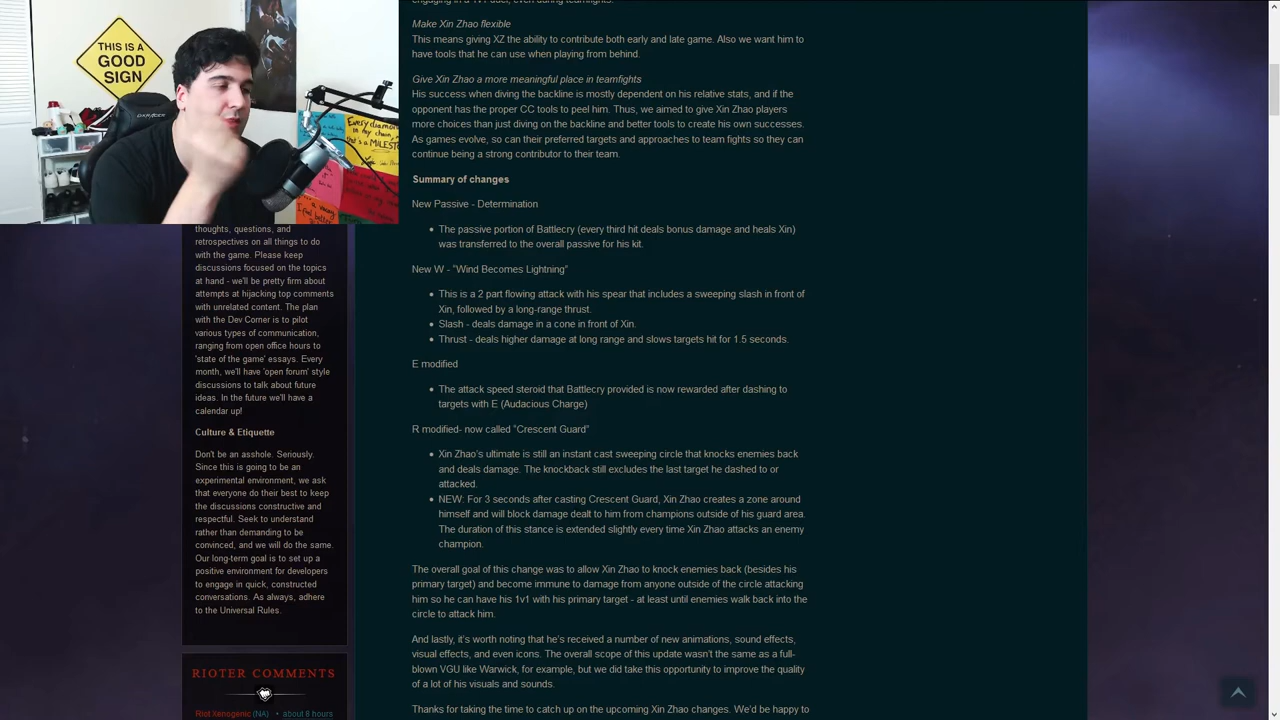 THIS IS A
GOOD
SIGN
Every diamond
in my chain,
that's a MILESTONE
engaging in a 1v1 duel, even during teamfights.
Make Xin Zhao flexible
This means giving XZ the ability to contribute both early and late game. Also we want him to
have tools that he can use when playing from behind.
Give Xin Zhao a more meaningful place in teamfights
His success when diving the backline is mostly dependent on his relative stats, and if the
opponent has the proper CC tools to peel him. Thus, we aimed to give Xin Zhao players
more choices than just diving on the backline and better tools to create his own successes.
As games evolve, so can their preferred targets and approaches to team fights so they can
continue being a strong contributor to their team.
Summary of changes
New Passive - Determination
The passive portion of Battlecry (every third hit deals bonus damage and heals Xin)
was transferred to the overall passive for his kit.
New W - "Wind Becomes Lightning"
This is a 2 part flowing attack with his spear that includes a sweeping slash in front of
Xin, followed by a long-range thrust.
Slash - deals damage in a cone in front of Xin.
Thrust - deals higher damage at long range and slows targets hit for 1.5 seconds.
E modified
The attack speed steroid that Battlecry provided is now rewarded after dashing to
targets with E (Audacious Charge)
R modified- now called "Crescent Guard"
Xin Zhao's ultimate is still an instant cast sweeping circle that knocks enemies back
and deals damage. The knockback still excludes the last target he dashed to or
attacked.
NEW: For 3 seconds after casting Crescent Guard, Xin Zhao creates a zone around
himself and will block damage dealt to him from champions outside of his guard area.
The duration of this stance is extended slightly every time Xin Zhao attacks an enemy
champion.
The overall goal of this change was to allow Xin Zhao to knock enemies back (besides his
primary target) and become immune to damage from anyone outside of the circle attacking
him so he can have his 1v1 with his primary target - at least until enemies walk back into the
circle to attack him.
And lastly, it's worth noting that he's received a number of new animations, sound effects,
visual effects, and even icons. The overall scope of this update wasn't the same as a full-
blown VGU like Warwick, for example, but we did take this opportunity to improve the quality
of a lot of his visuals and sounds.
Thanks for taking the time to catch up on the upcoming Xin Zhao changes. We'd be happy to
thoughts, questions, and
retrospectives on all things to do
with the game. Please keep
discussions focused on the topics
at hand - we'll be pretty firm about
attempts at hijacking top comments
with unrelated content. The plan
with the Dev Corner is to pilot
various types of communication,
ranging from open office hours to
'state of the game' essays. Every
month, we'll have 'open forum' style
discussions to talk about future
ideas. In the future we'll have a
calendar up!
Culture & Etiquette
Don't be an asshole. Seriously.
Since this is going to be an
experimental environment, we ask
that everyone do their best to keep
the discussions constructive and
respectful. Seek to understand
rather than demanding to be
convinced, and we will do the same.
Our long-term goal is to set up a
positive environment for developers
to engage in quick, constructed
conversations. As always, adhere
to the Universal Rules.
RIOTER COMMENTS
Riot Xenogenic (NA) • about 8 hours